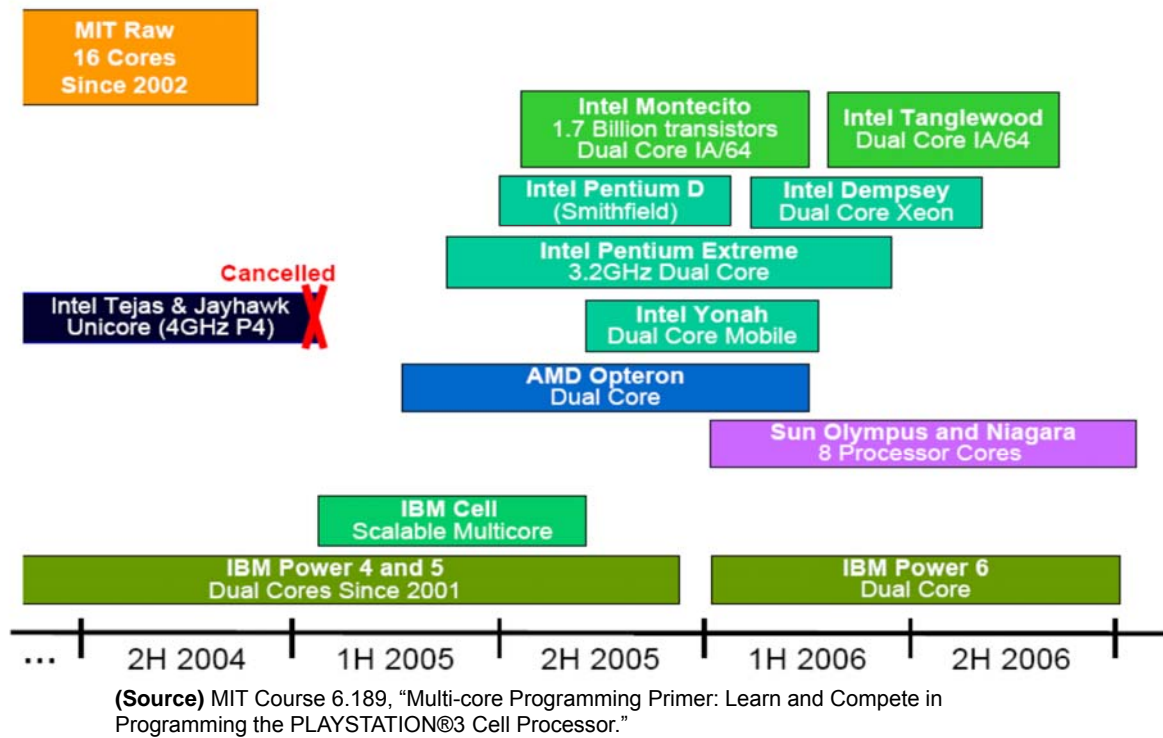 MIT Raw
16 Cores
Since 2002
Intel Montecito
1.7 Billion transistors
Dual Core IA/64
Intel Tanglewood
Dual Core IA/64
Intel Pentium D
(Smithfield)
Intel Dempsey
Dual Core Xeon
Intel Pentium Extreme
3.2GHz Dual Core
Cancelled
Intel Tejas & Jayhawk
Unicore (4GHz P4)
Intel Yonah
Dual Core Mobile
AMD Opteron
Dual Core
Sun Olympus and Niagara
8 Processor Cores
IBM Cell
Scalable Multicore
IBM Power 4 and 5
Dual Cores Since 2001
IBM Power 6
Dual Core
... 2H 2004 1H 2005 2H 2005 1H 2006 2H 2006
(Source) MIT Course 6.189, “Multi-core Programming Primer: Learn and Compete in
Programming the PLAYSTATION®3 Cell Processor.”